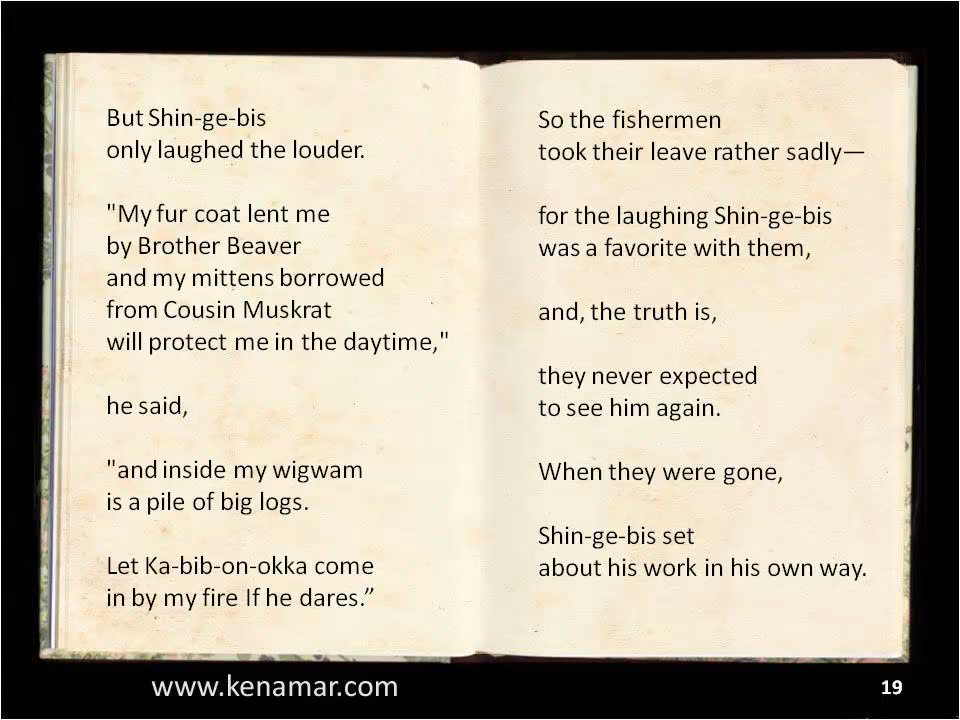 But Shin-ge-bis
only laughed the louder.
"My fur coat lent me
by Brother Beaver
and my mittens borrowed
from Cousin Muskrat
will protect me in the daytime,"
he said,
"and inside my wigwam
is a pile of big logs.
Let Ka-bib-on-okka come
in by my fire If he dares.”
So the fishermen
took their leave rather sadly—
for the laughing Shin-ge-bis
was a favorite with them,
and, the truth is,
they never expected
to see him again.
When they were gone,
Shin-ge-bis set
about his work in his own way.
www.kenamar.com
19